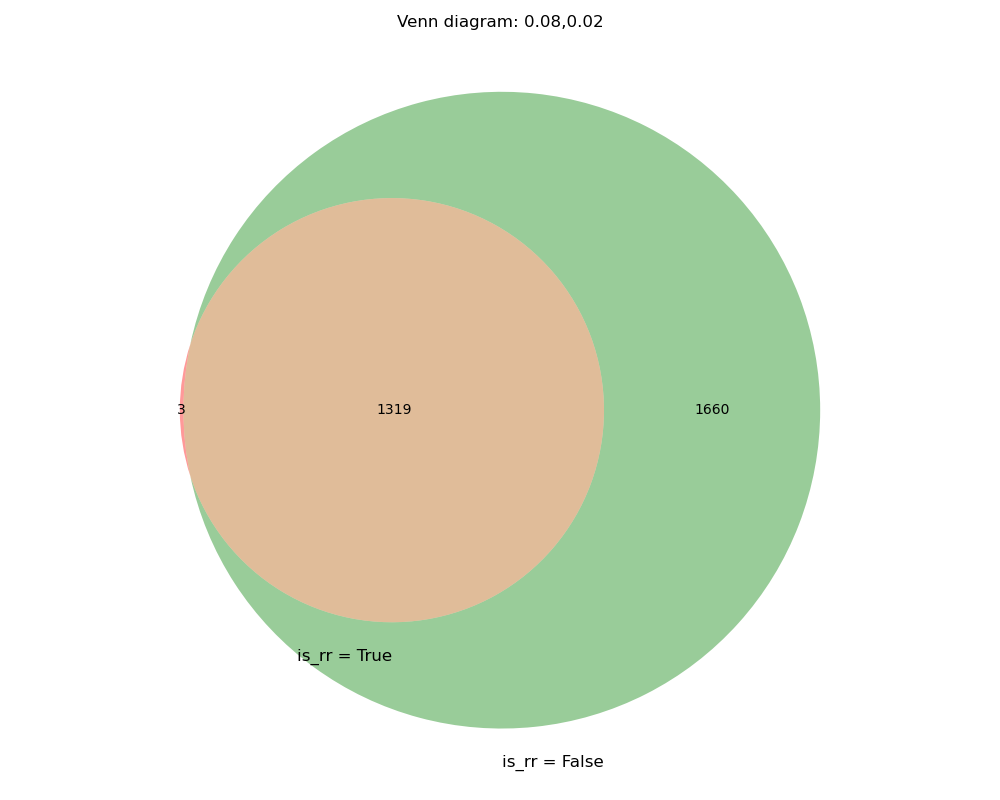 Venn diagram: 0.08,0.02
3
1319
1660
is_rr = True
is_rr = False